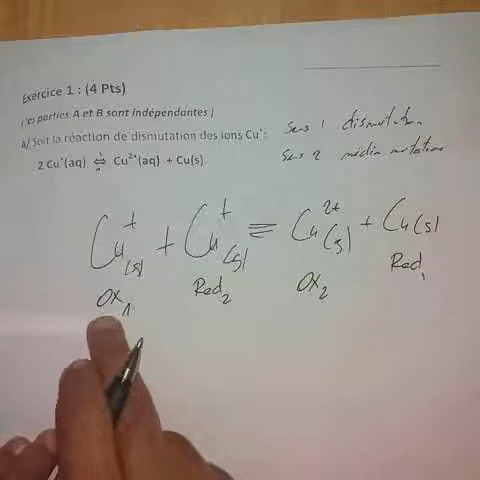 Exercice 1 : (4 Pts)
(les parties A et B sont indépendantes)
A/ Soit la réaction de dismutation des ions Cu⁺: Sens 1 dismutation
2 Cu⁺(aq) ⇌ Cu²⁺(aq) + Cu(s). Sens 2 médiamutation
Cu⁺(s) + Cu⁺(s) ⇌ Cu²⁺(s) + Cu(s)
Ox₁ Red₂ Ox₂ Red₁